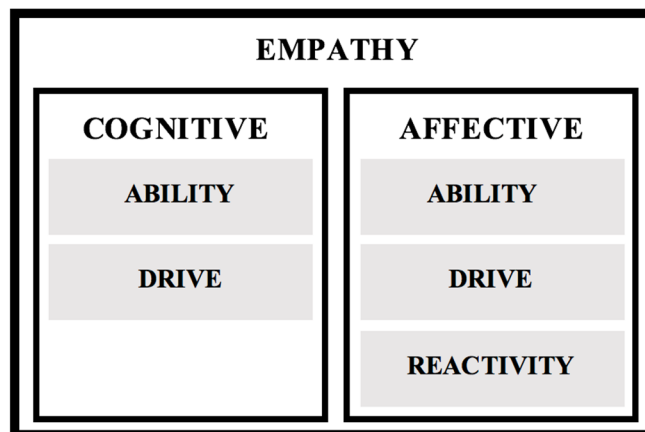 EMPATHY
COGNITIVE
ABILITY
DRIVE
AFFECTIVE
ABILITY
DRIVE
REACTIVITY